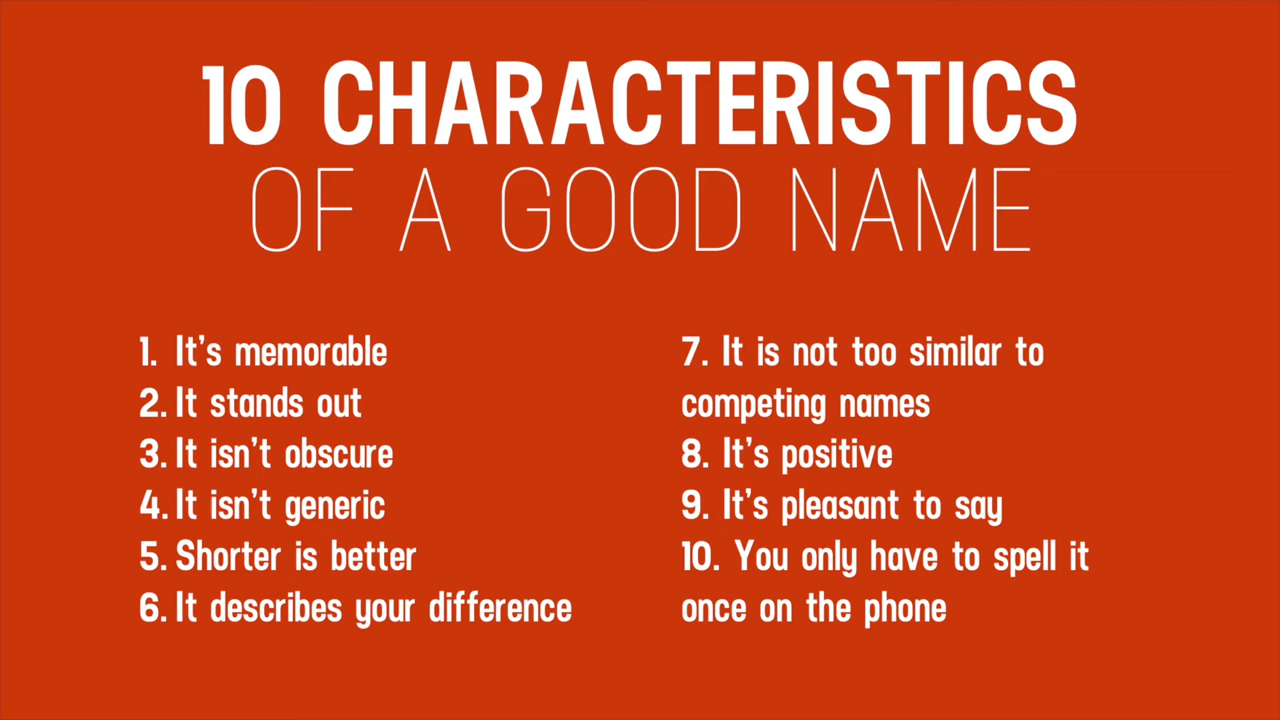 10 CHARACTERISTICS
OF A GOOD NAME
1. It's memorable
2. It stands out
3. It isn't obscure
4. It isn't generic
5. Shorter is better
6. It describes your difference
7. It is not too similar to
competing names
8. It's positive
9. It's pleasant to say
10. You only have to spell it
once on the phone